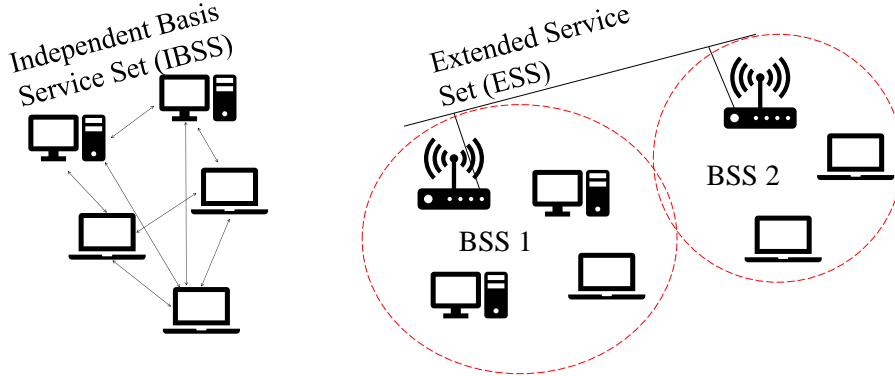 Independent Basis
Service Set (IBSS)
Extended Service
Set (ESS)
BSS 1
BSS 2